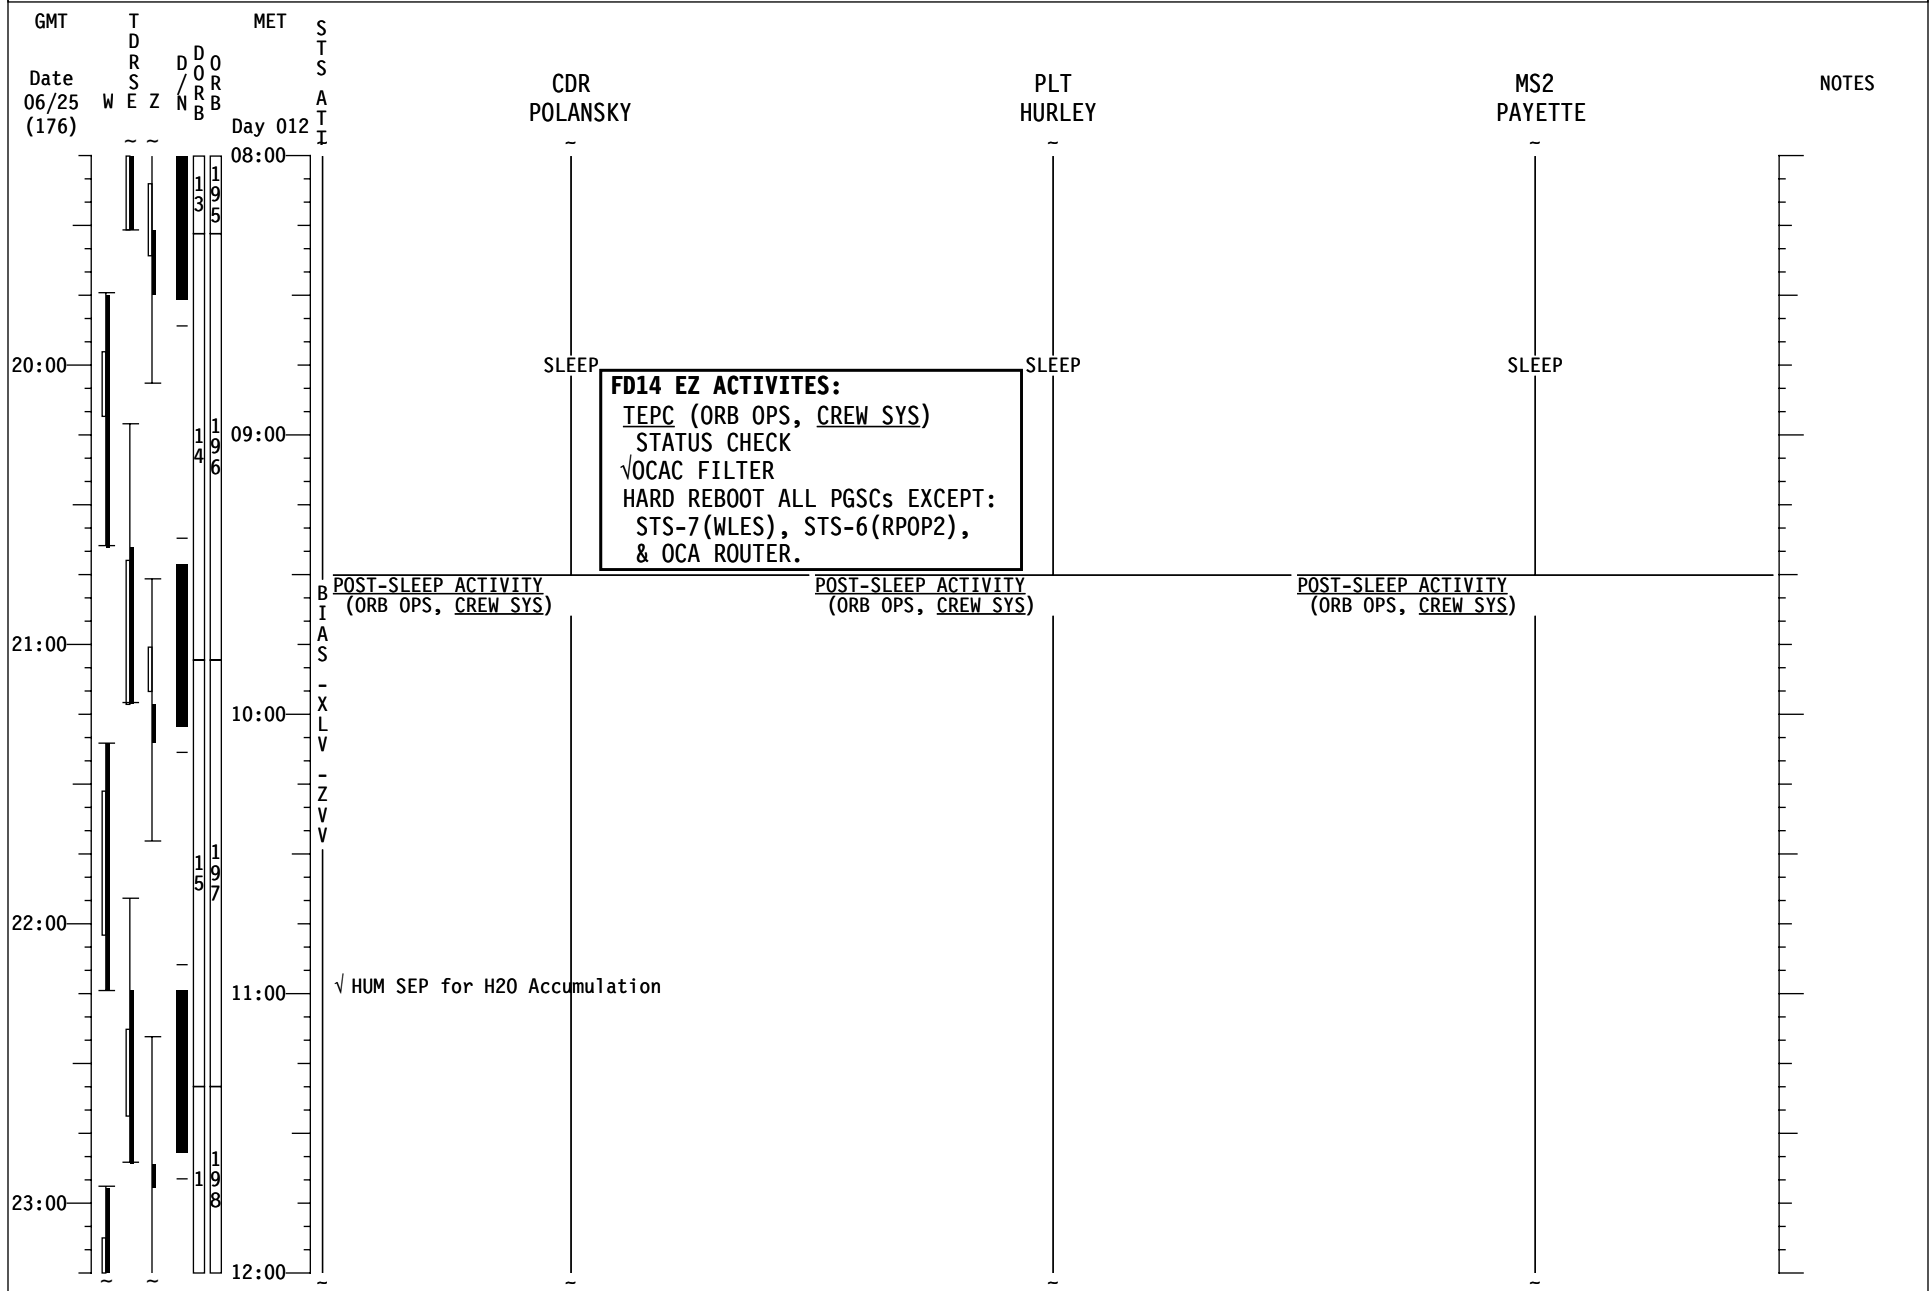 GMT
TDRS
MET
STS ATT
D/N
DORB
ORB
Date
06/25
(176)
W E Z
Day 012
CDR
POLANSKY
PLT
HURLEY
MS2
PAYETTE
NOTES
~ ~ ~ ~ ~
08:00
13
195
20:00
SLEEP
SLEEP
SLEEP
FD14 EZ ACTIVITES:
TEPC (ORB OPS, CREW SYS)
STATUS CHECK
√OCAC FILTER
HARD REBOOT ALL PGSCs EXCEPT:
STS-7(WLES), STS-6(RPOP2),
& OCA ROUTER.
09:00
14
196
POST-SLEEP ACTIVITY
(ORB OPS, CREW SYS)
POST-SLEEP ACTIVITY
(ORB OPS, CREW SYS)
POST-SLEEP ACTIVITY
(ORB OPS, CREW SYS)
BIAS -XLV -ZVV
21:00
10:00
15
197
22:00
11:00
√ HUM SEP for H2O Accumulation
1
198
23:00
12:00
~ ~ ~ ~ ~ ~